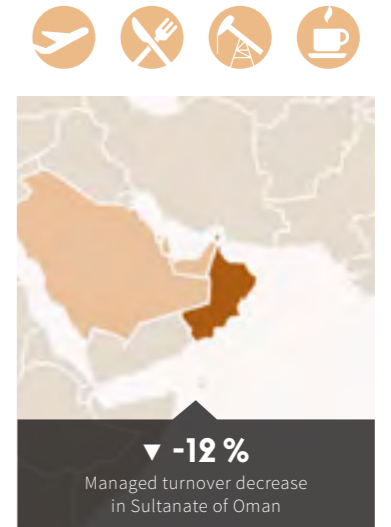 ▼ -12 %
Managed turnover decrease
in Sultanate of Oman